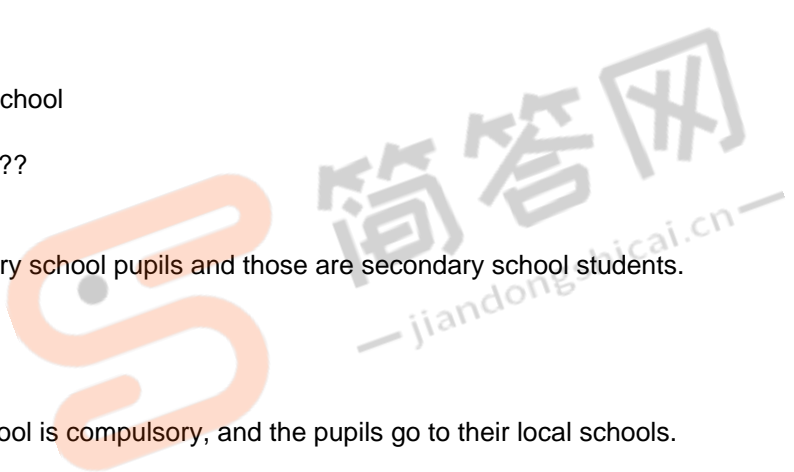 chool
??
ry school pupils and those are secondary school students.
ool is compulsory, and the pupils go to their local schools.
简答网
jiandongshicai.cn